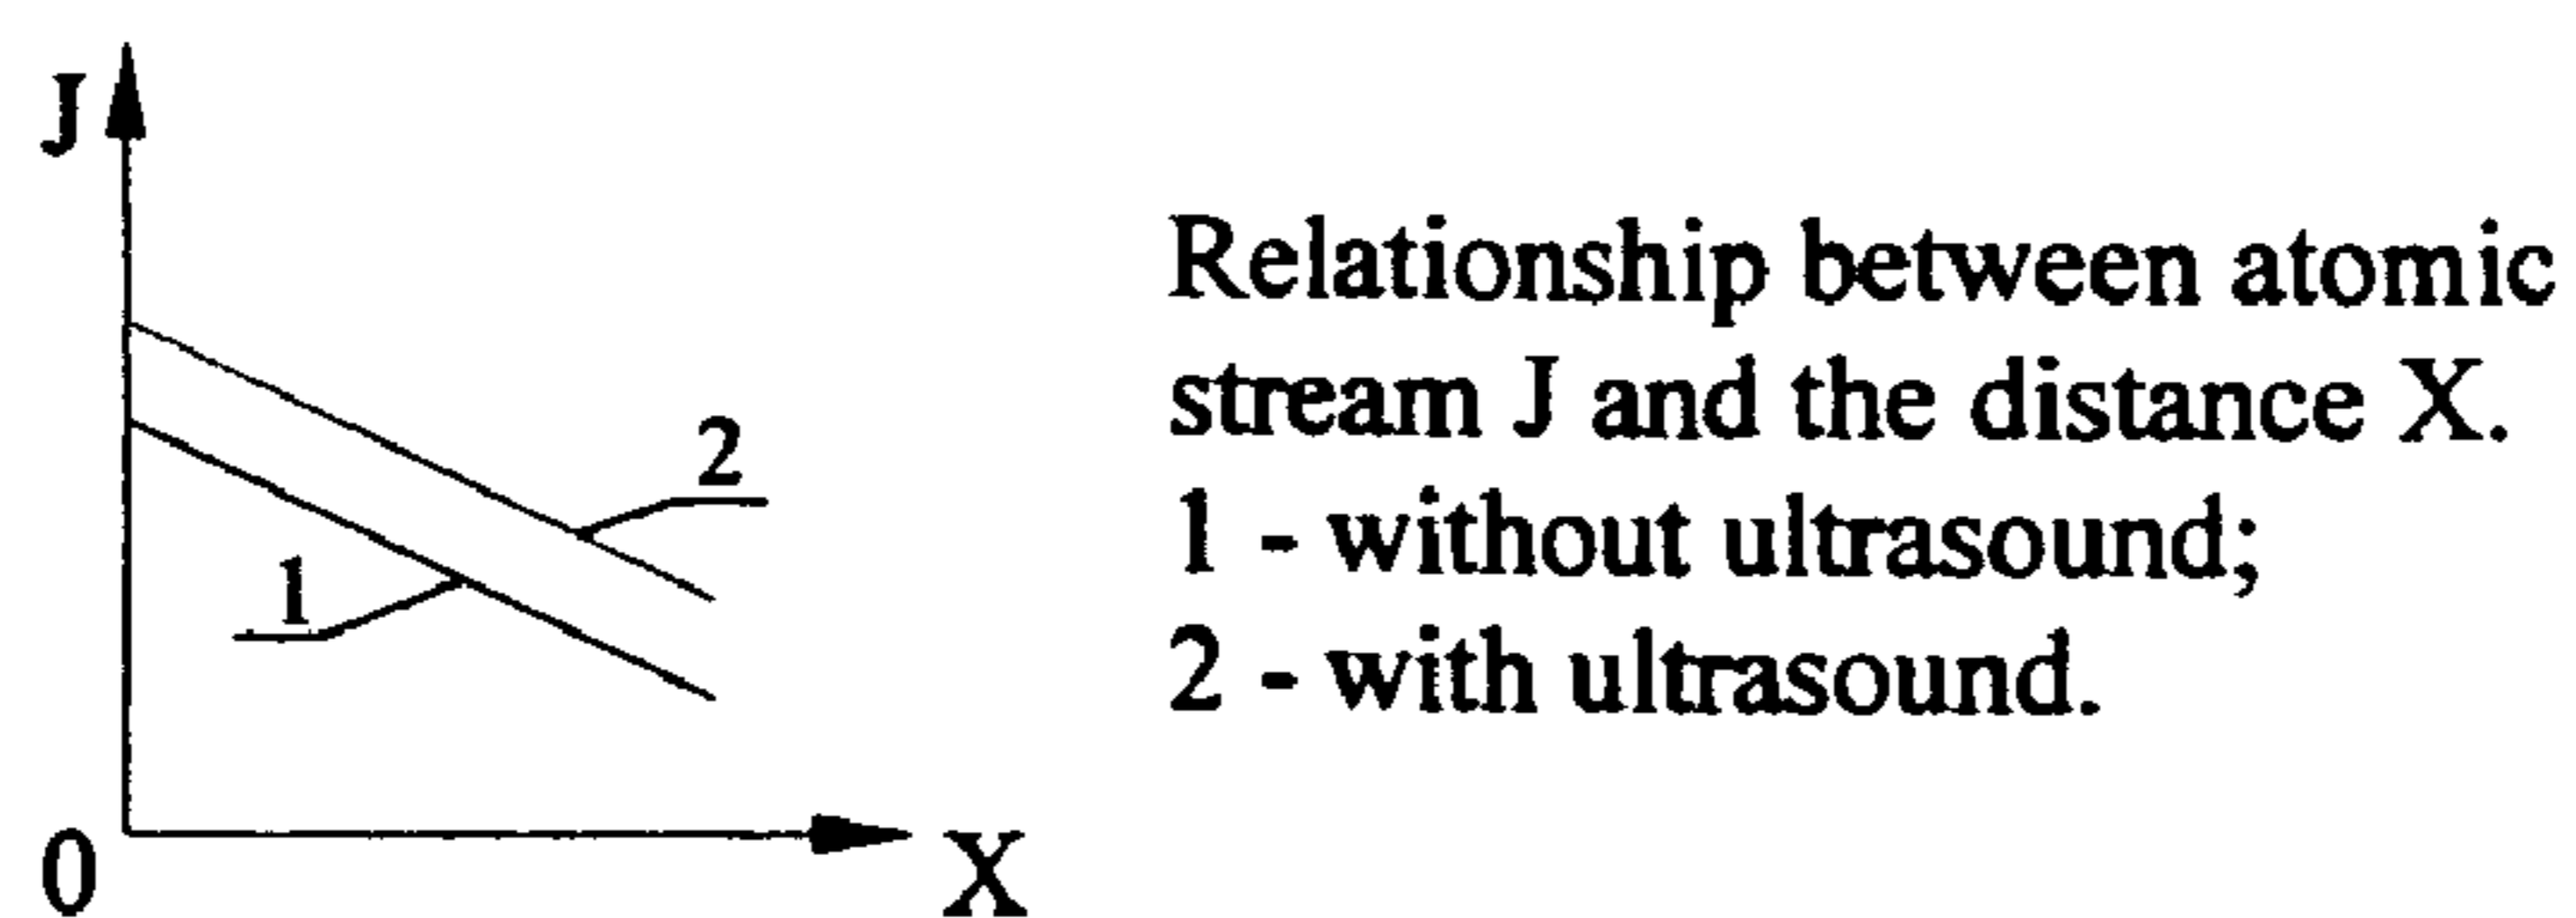 J
2
1
0
X
Relationship between atomic
stream J and the distance X.
1 - without ultrasound;
2 - with ultrasound.